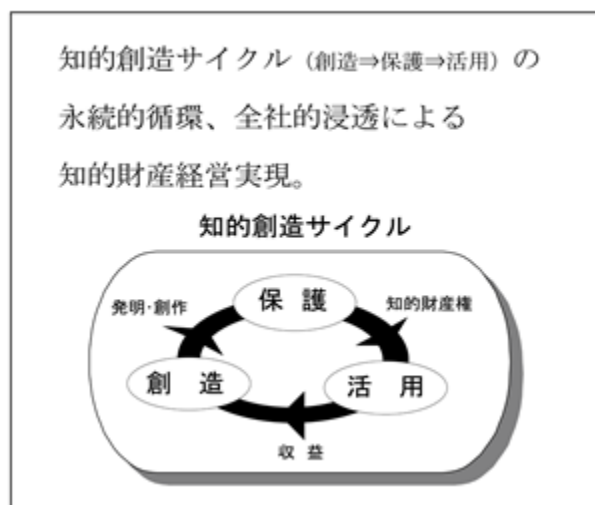 知的創造サイクル（創造⇒保護⇒活用）の
永続的循環、全社的浸透による
知的財産経営実現。
知的創造サイクル
保 護
発明･創作
知的財産権
創 造
活 用
収 益